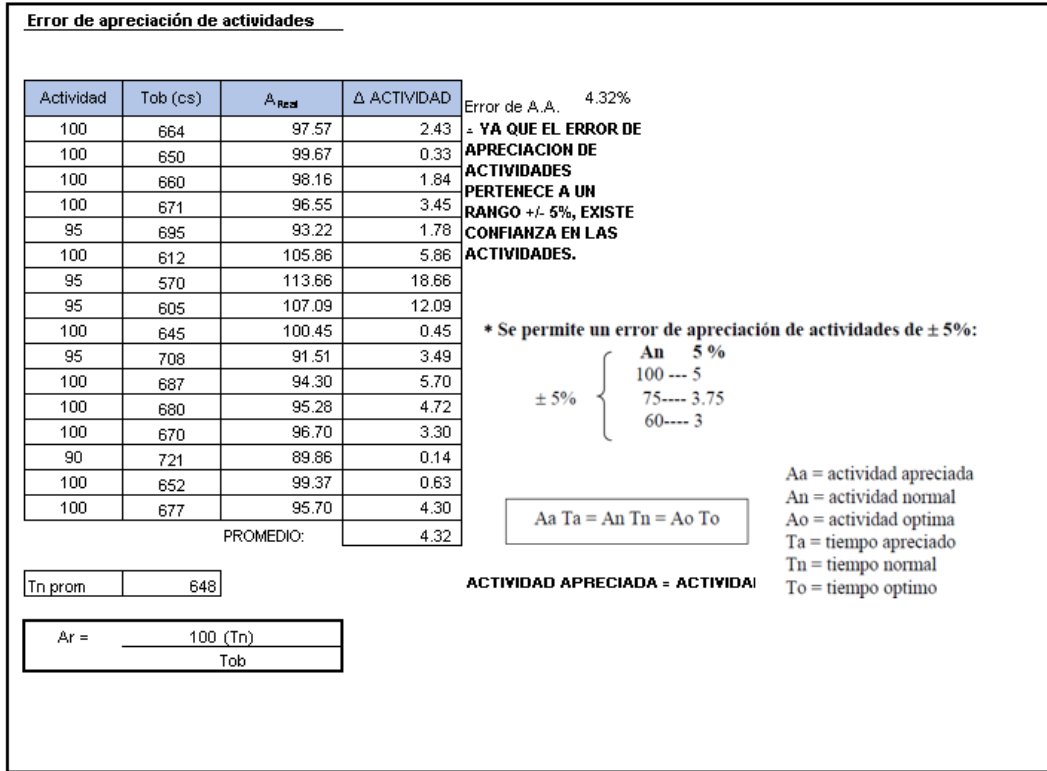 Error de apreciación de actividades
Actividad Tob (cs) A Real Δ ACTIVIDAD
100 664 97.57 2.43
100 650 99.67 0.33
100 660 98.16 1.84
100 671 96.55 3.45
95 695 93.22 1.78
100 612 105.86 5.86
95 570 113.66 18.66
95 605 107.09 12.09
100 645 100.45 0.45
95 708 91.51 3.49
100 687 94.30 5.70
100 680 95.28 4.72
100 670 96.70 3.30
90 721 89.86 0.14
100 652 99.37 0.63
100 677 95.70 4.30
PROMEDIO: 4.32
Error de A.A. 4.32%
∴ YA QUE EL ERROR DE
APRECIACION DE
ACTIVIDADES
PERTENECE A UN
RANGO +/- 5%, EXISTE
CONFIANZA EN LAS
ACTIVIDADES.
* Se permite un error de apreciación de actividades de ± 5%:
An 5 %
100 --- 5
± 5% 75---- 3.75
60---- 3
Aa Ta = An Tn = Ao To
Aa = actividad apreciada
An = actividad normal
Ao = actividad optima
Ta = tiempo apreciado
Tn = tiempo normal
To = tiempo optimo
Tn prom 648
ACTIVIDAD APRECIADA = ACTIVIDA
Ar = 100 (Tn)
Tob